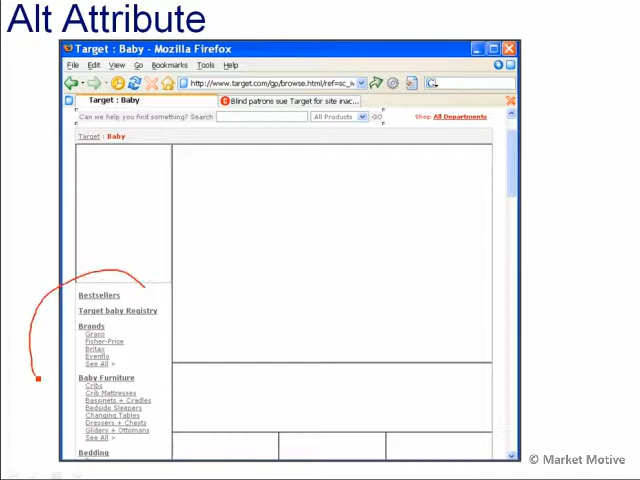 Alt Attribute
Target : Baby - Mozilla Firefox
File Edit View Go Bookmarks Tools Help
http://www.target.com/gp/browse.html/ref=sc_
G
Target : Baby
Blind patrons sue Target for site inac...
Can we help you find something? Search All Products GO Shop All Departments
Target : Baby
Bestsellers
Target baby Registry
Brands
Graco
Fisher-Price
Britax
Evenflo
See All >
Baby Furniture
Cribs
Crib Mattresses
Bassinets + Cradles
Bedside Sleepers
Changing Tables
Dressers + Chests
Gliders + Ottomans
See All >
Bedding
© Market Motive